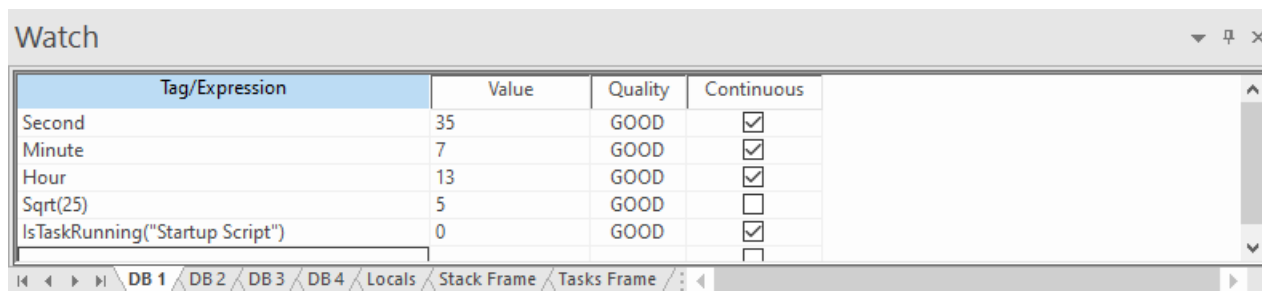 Watch
Tag/Expression Value Quality Continuous
Second 35 GOOD
Minute 7 GOOD
Hour 13 GOOD
Sqrt(25) 5 GOOD
IsTaskRunning("Startup Script") 0 GOOD
DB 1 DB 2 DB 3 DB 4 Locals Stack Frame Tasks Frame